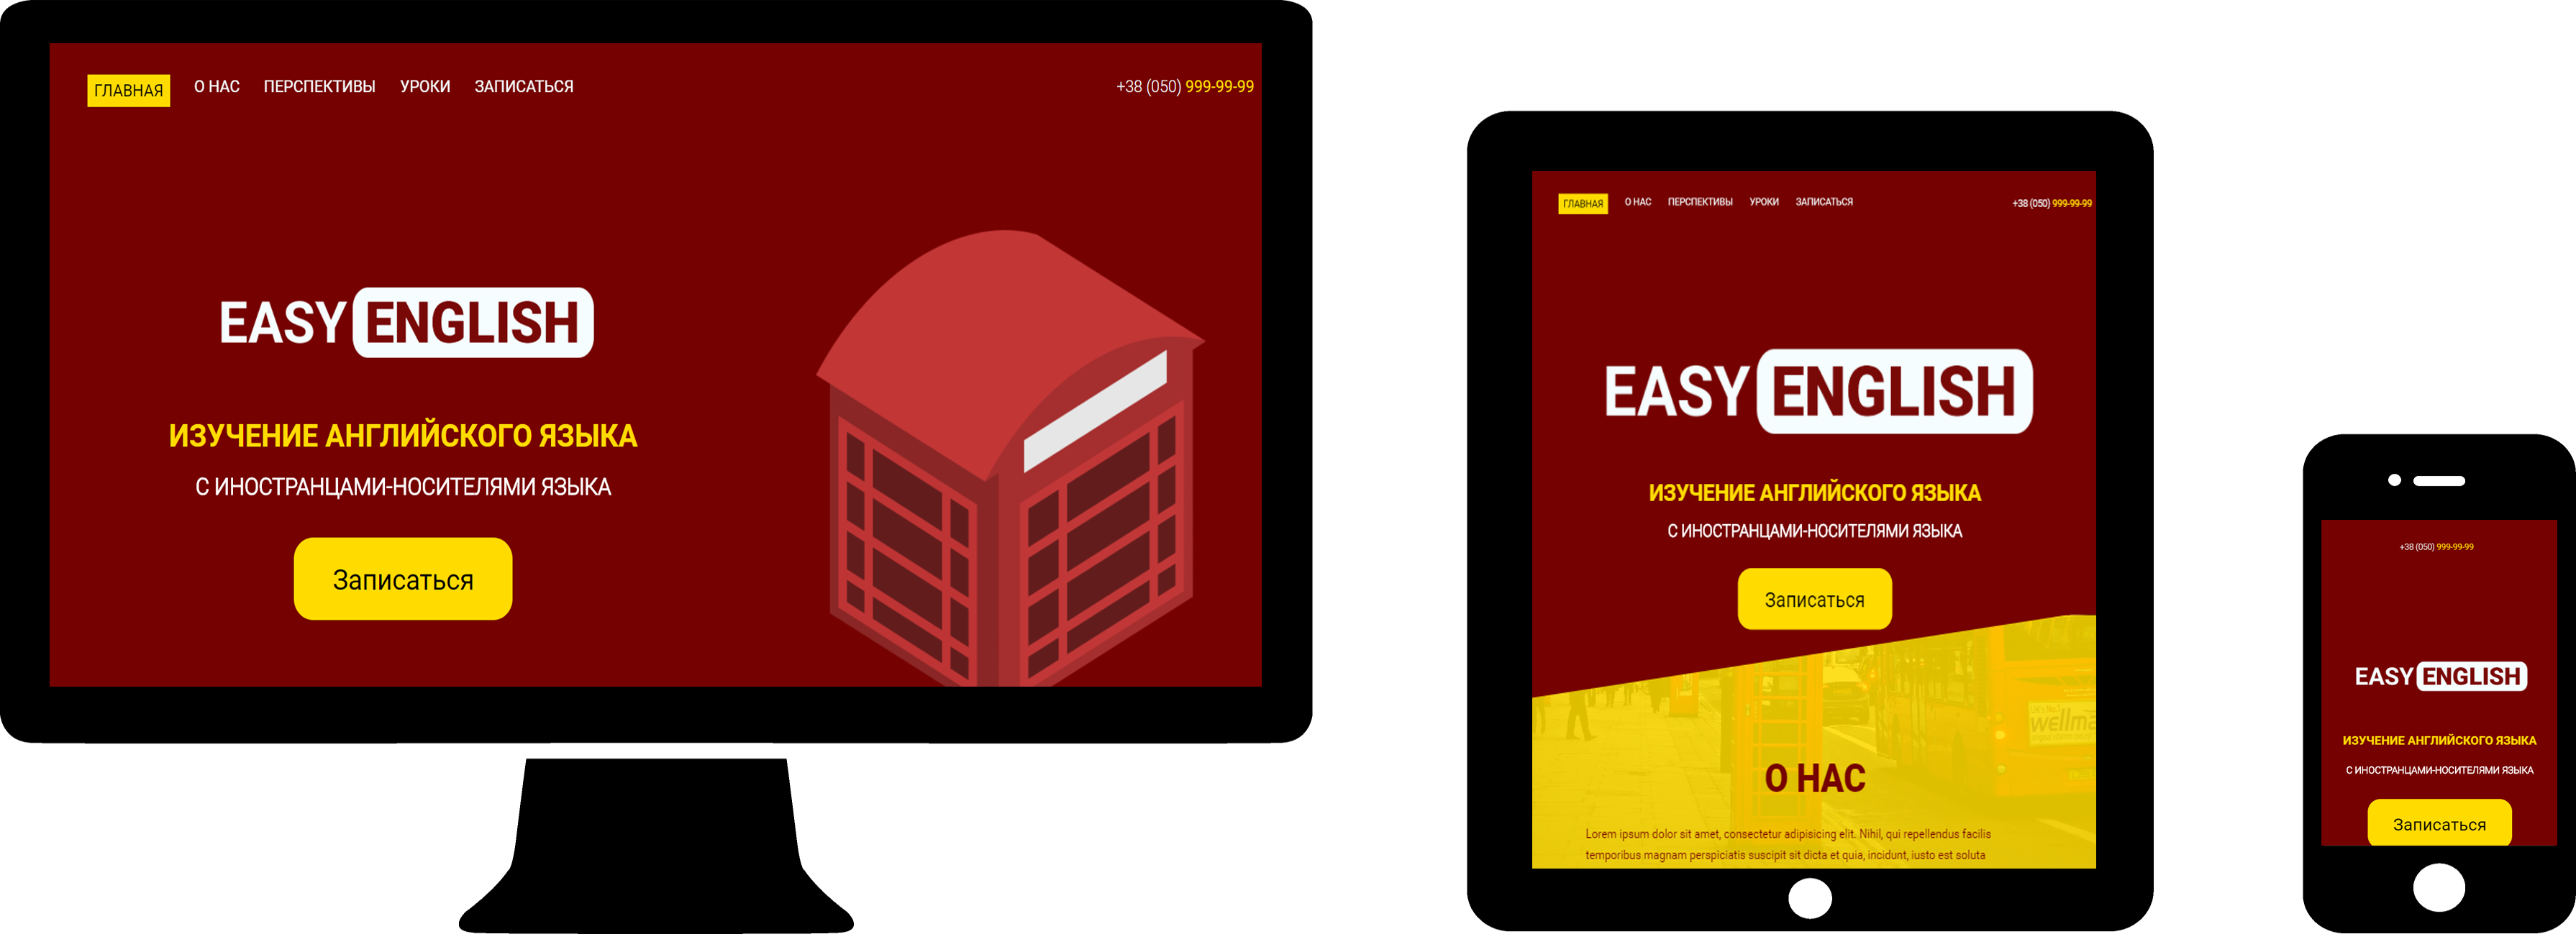 ГЛАВНАЯ О НАС ПЕРСПЕКТИВЫ УРОКИ ЗАПИСАТЬСЯ +38 (050) 999-99-99
EASY ENGLISH
ИЗУЧЕНИЕ АНГЛИЙСКОГО ЯЗЫКА
С ИНОСТРАНЦАМИ-НОСИТЕЛЯМИ ЯЗЫКА
Записаться
ГЛАВНАЯ О НАС ПЕРСПЕКТИВЫ УРОКИ ЗАПИСАТЬСЯ +38 (050) 999-99-99
EASY ENGLISH
ИЗУЧЕНИЕ АНГЛИЙСКОГО ЯЗЫКА
С ИНОСТРАНЦАМИ-НОСИТЕЛЯМИ ЯЗЫКА
Записаться
wellma
О НАС
Lorem ipsum dolor sit amet, consectetur adipisicing elit. Nihil, qui repellendus facilis
temporibus magnam perspiciatis suscipit sit dicta et quia, incidunt, iusto est soluta
+38 (050) 999-99-99
EASY ENGLISH
ИЗУЧЕНИЕ АНГЛИЙСКОГО ЯЗЫКА
С ИНОСТРАНЦАМИ-НОСИТЕЛЯМИ ЯЗЫКА
Записаться